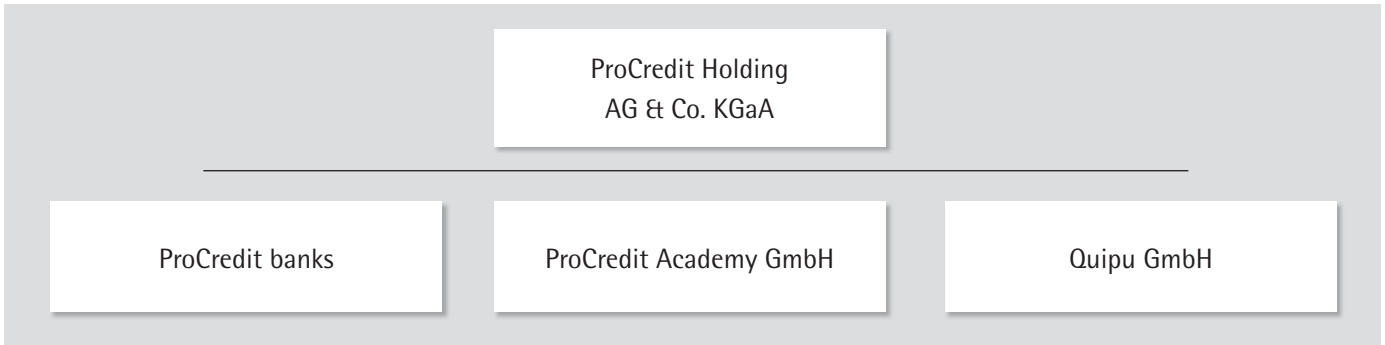 ProCredit Holding
AG & Co. KGaA
ProCredit banks
ProCredit Academy GmbH
Quipu GmbH